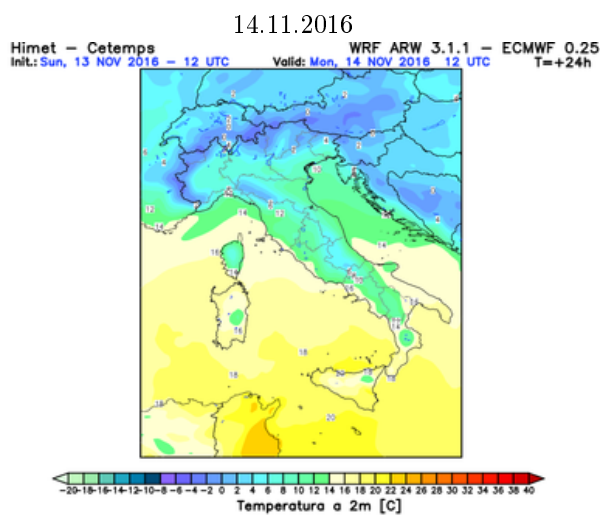 14.11.2016
Himet – Cetemps WRF ARW 3.1.1 – ECMWF 0.25
Init.: Sun, 13 NOV 2016 – 12 UTC Valid: Mon, 14 NOV 2016 12 UTC T=+24h
-20 -18 -16 -14 -12 -10 -8 -6 -4 -2 0 2 4 6 8 10 12 14 16 18 20 22 24 26 28 30 32 34 36 38 40
Temperatura a 2m [C]